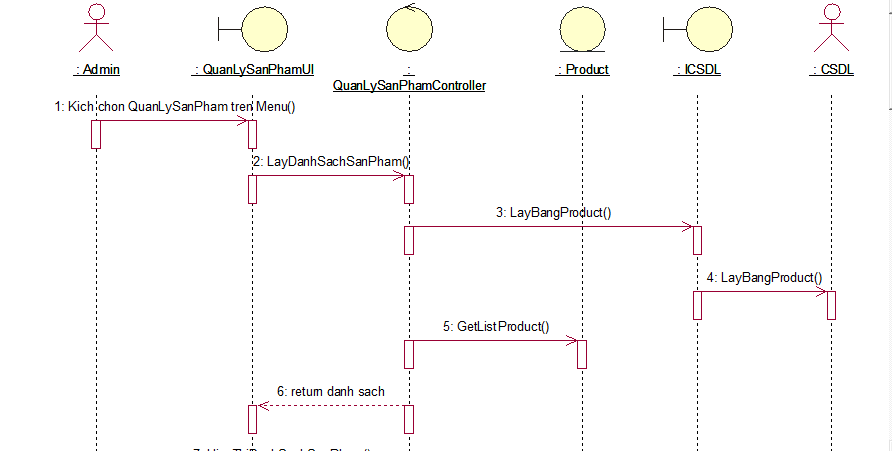 : Admin
: QuanLySanPhamUI
:
QuanLySanPhamController
: Product
: ICSDL
: CSDL
1: Kich chon QuanLySanPham tren Menu()
2: LayDanhSachSanPham()
3: LayBangProduct()
4: LayBangProduct()
5: GetListProduct()
6: return danh sach